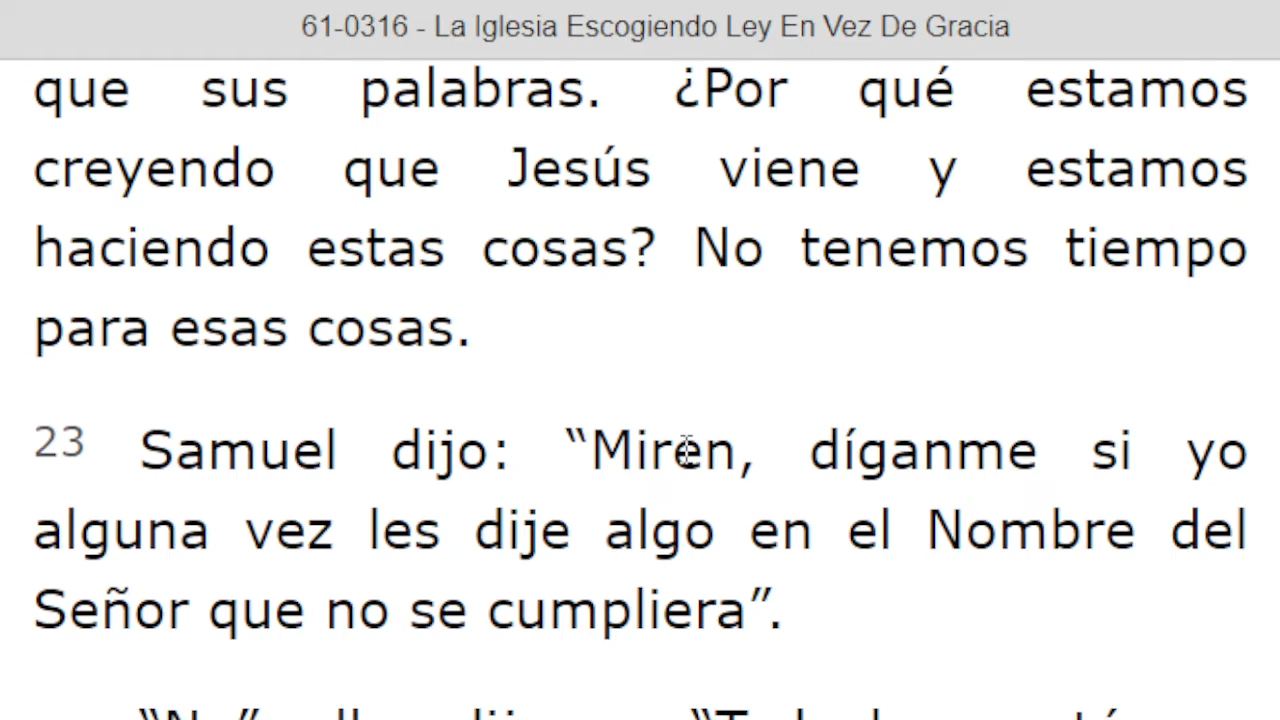 61-0316 - La Iglesia Escogiendo Ley En Vez De Gracia
que sus palabras. ¿Por qué estamos
creyendo que Jesús viene y estamos
haciendo estas cosas? No tenemos tiempo
para esas cosas.
23 Samuel dijo: “Miren, díganme si yo
alguna vez les dije algo en el Nombre del
Señor que no se cumpliera”.